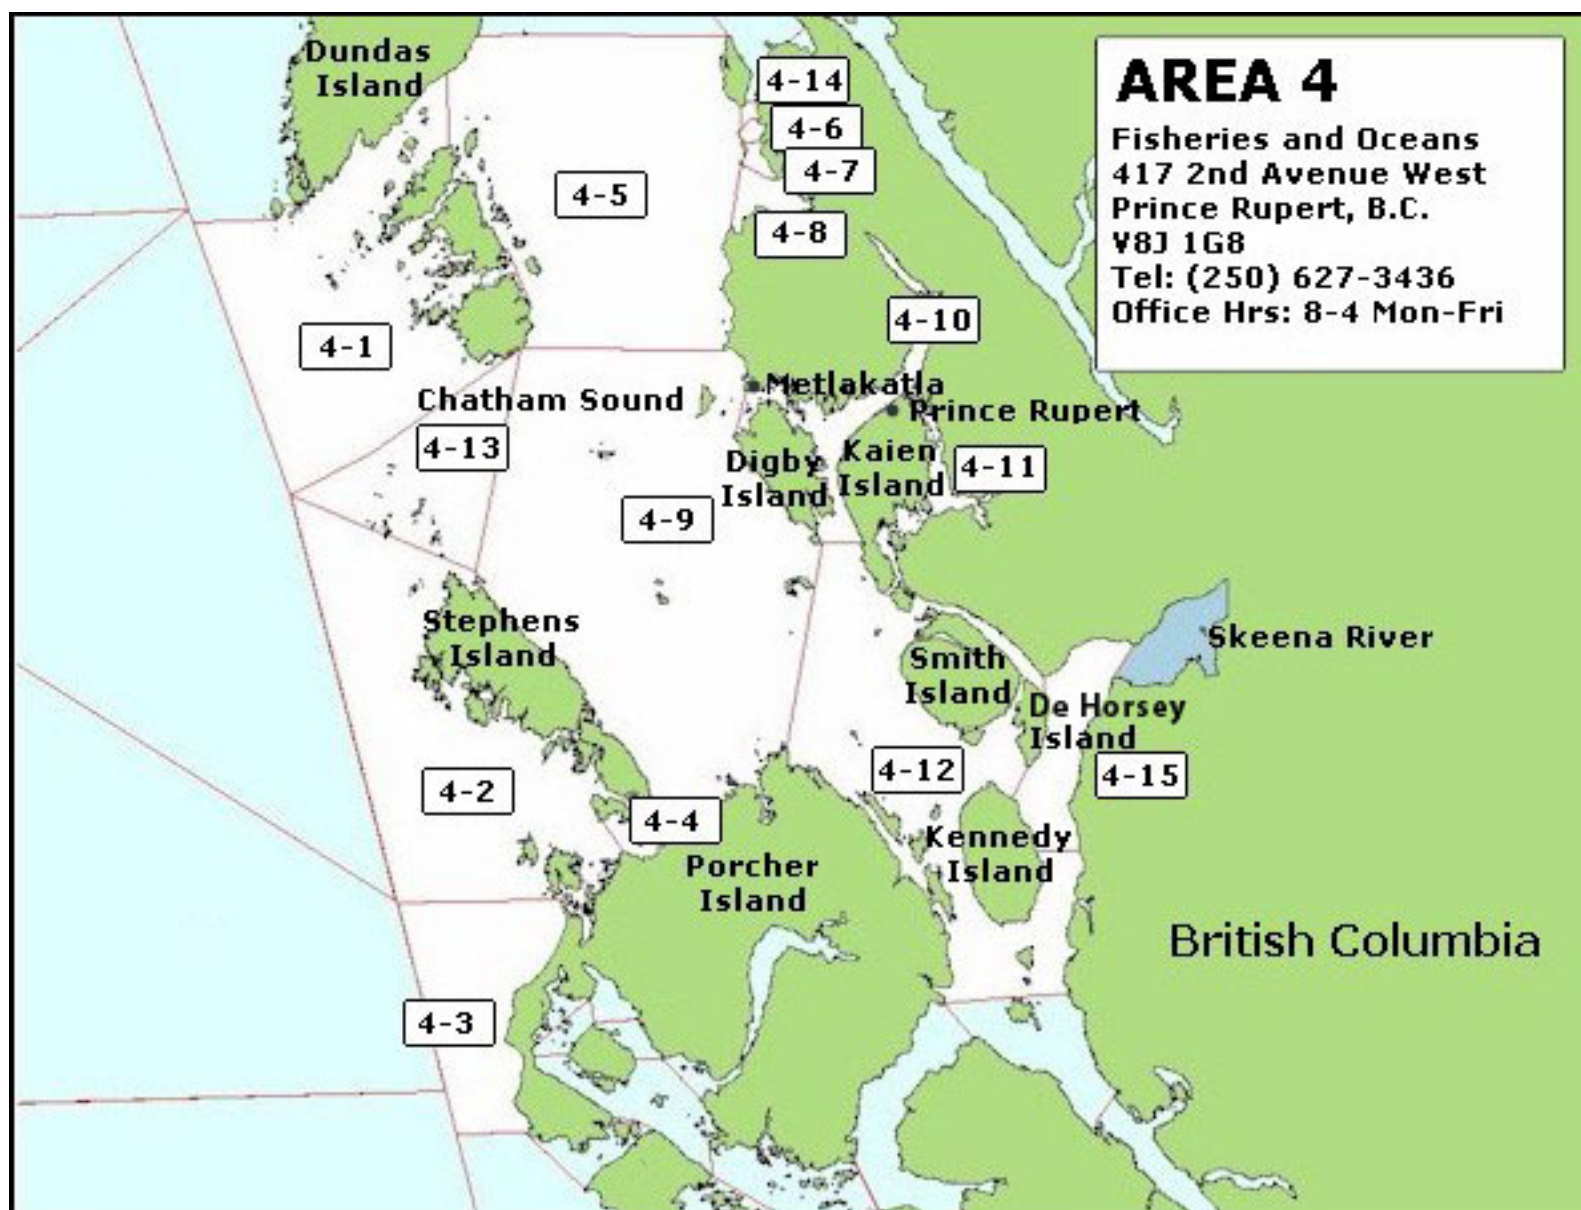 Dundas
Island
4-14
4-6
4-7
4-5
4-8
4-10
4-1
AREA 4
Fisheries and Oceans
417 2nd Avenue West
Prince Rupert, B.C.
V8J 1G8
Tel: (250) 627-3436
Office Hrs: 8-4 Mon-Fri
Metlakatla
Chatham Sound
Prince Rupert
4-13
Digby
Island
Kaien
Island
4-11
4-9
Stephens
Island
Smith
Island
Skeena River
De Horsey
Island
4-12
4-15
4-2
4-4
Porcher
Island
Kennedy
Island
British Columbia
4-3